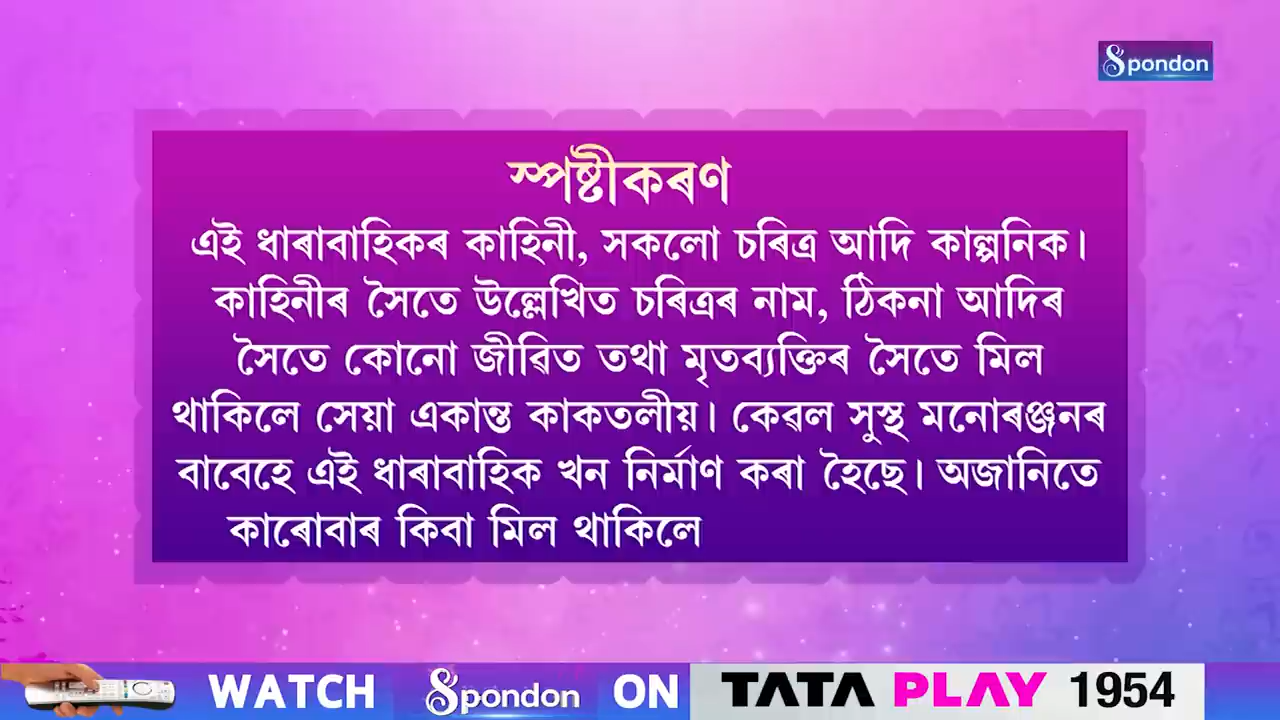 Spondon
স্পষ্টীকৰণ
এই ধাৰাবাহিকৰ কাহিনী, সকলো চৰিত্ৰ আদি কাল্পনিক।
কাহিনীৰ সৈতে উল্লেখিত চৰিত্ৰৰ নাম, ঠিকনা আদিৰ
সৈতে কোনো জীৱিত তথা মৃতব্যক্তিৰ সৈতে মিল
থাকিলে সেয়া একান্ত কাকতলীয়। কেৱল সুস্থ মনোৰঞ্জনৰ
বাবেহে এই ধাৰাবাহিক খন নিৰ্মাণ কৰা হৈছে। অজানিতে
কাৰোবাৰ কিবা মিল থাকিলে
WATCH Spondon ON TATA PLAY 1954